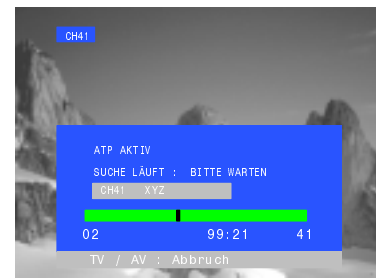 CH41
ATP AKTIV
SUCHE LÄUFT : BITTE WARTEN
CH41 XYZ
02 99:21 41
TV / AV : Abbruch